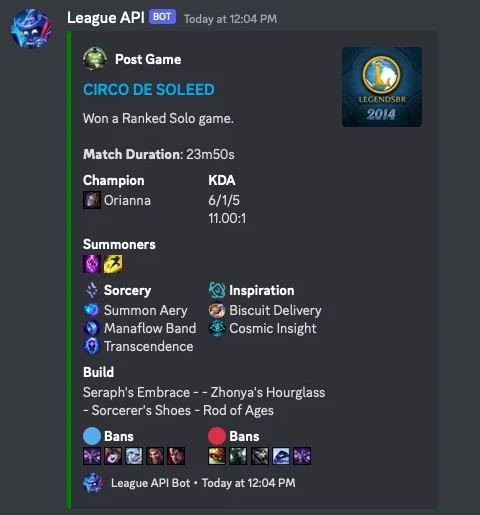 League API BOT Today at 12:04 PM
Post Game
CIRCO DE SOLEED
LEGENDSBR
2014
Won a Ranked Solo game.
Match Duration: 23m50s
Champion KDA
Orianna 6/1/5
11.00:1
Summoners
Sorcery Inspiration
Summon Aery Biscuit Delivery
Manaflow Band Cosmic Insight
Transcendence
Build
Seraph's Embrace - - Zhonya's Hourglass
- Sorcerer's Shoes - Rod of Ages
Bans Bans
League API Bot • Today at 12:04 PM